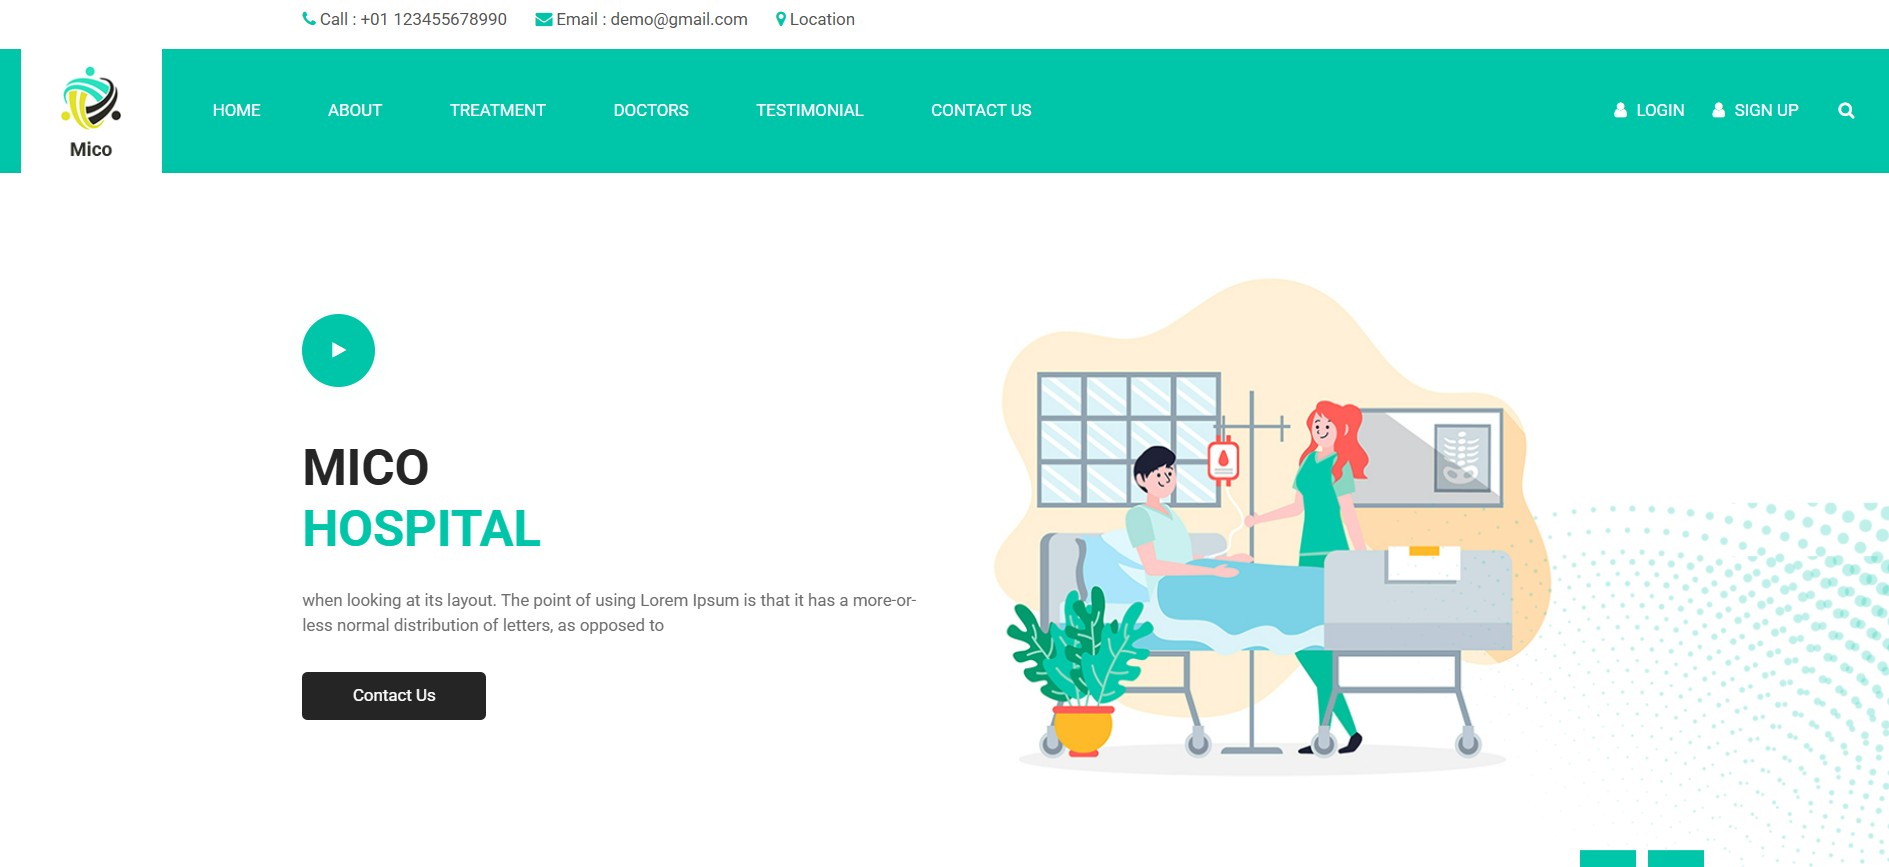 Call : +01 123455678990 Email : demo@gmail.com Location
Mico
HOME ABOUT TREATMENT DOCTORS TESTIMONIAL CONTACT US LOGIN SIGN UP
MICO
HOSPITAL
when looking at its layout. The point of using Lorem Ipsum is that it has a more-or-
less normal distribution of letters, as opposed to
Contact Us